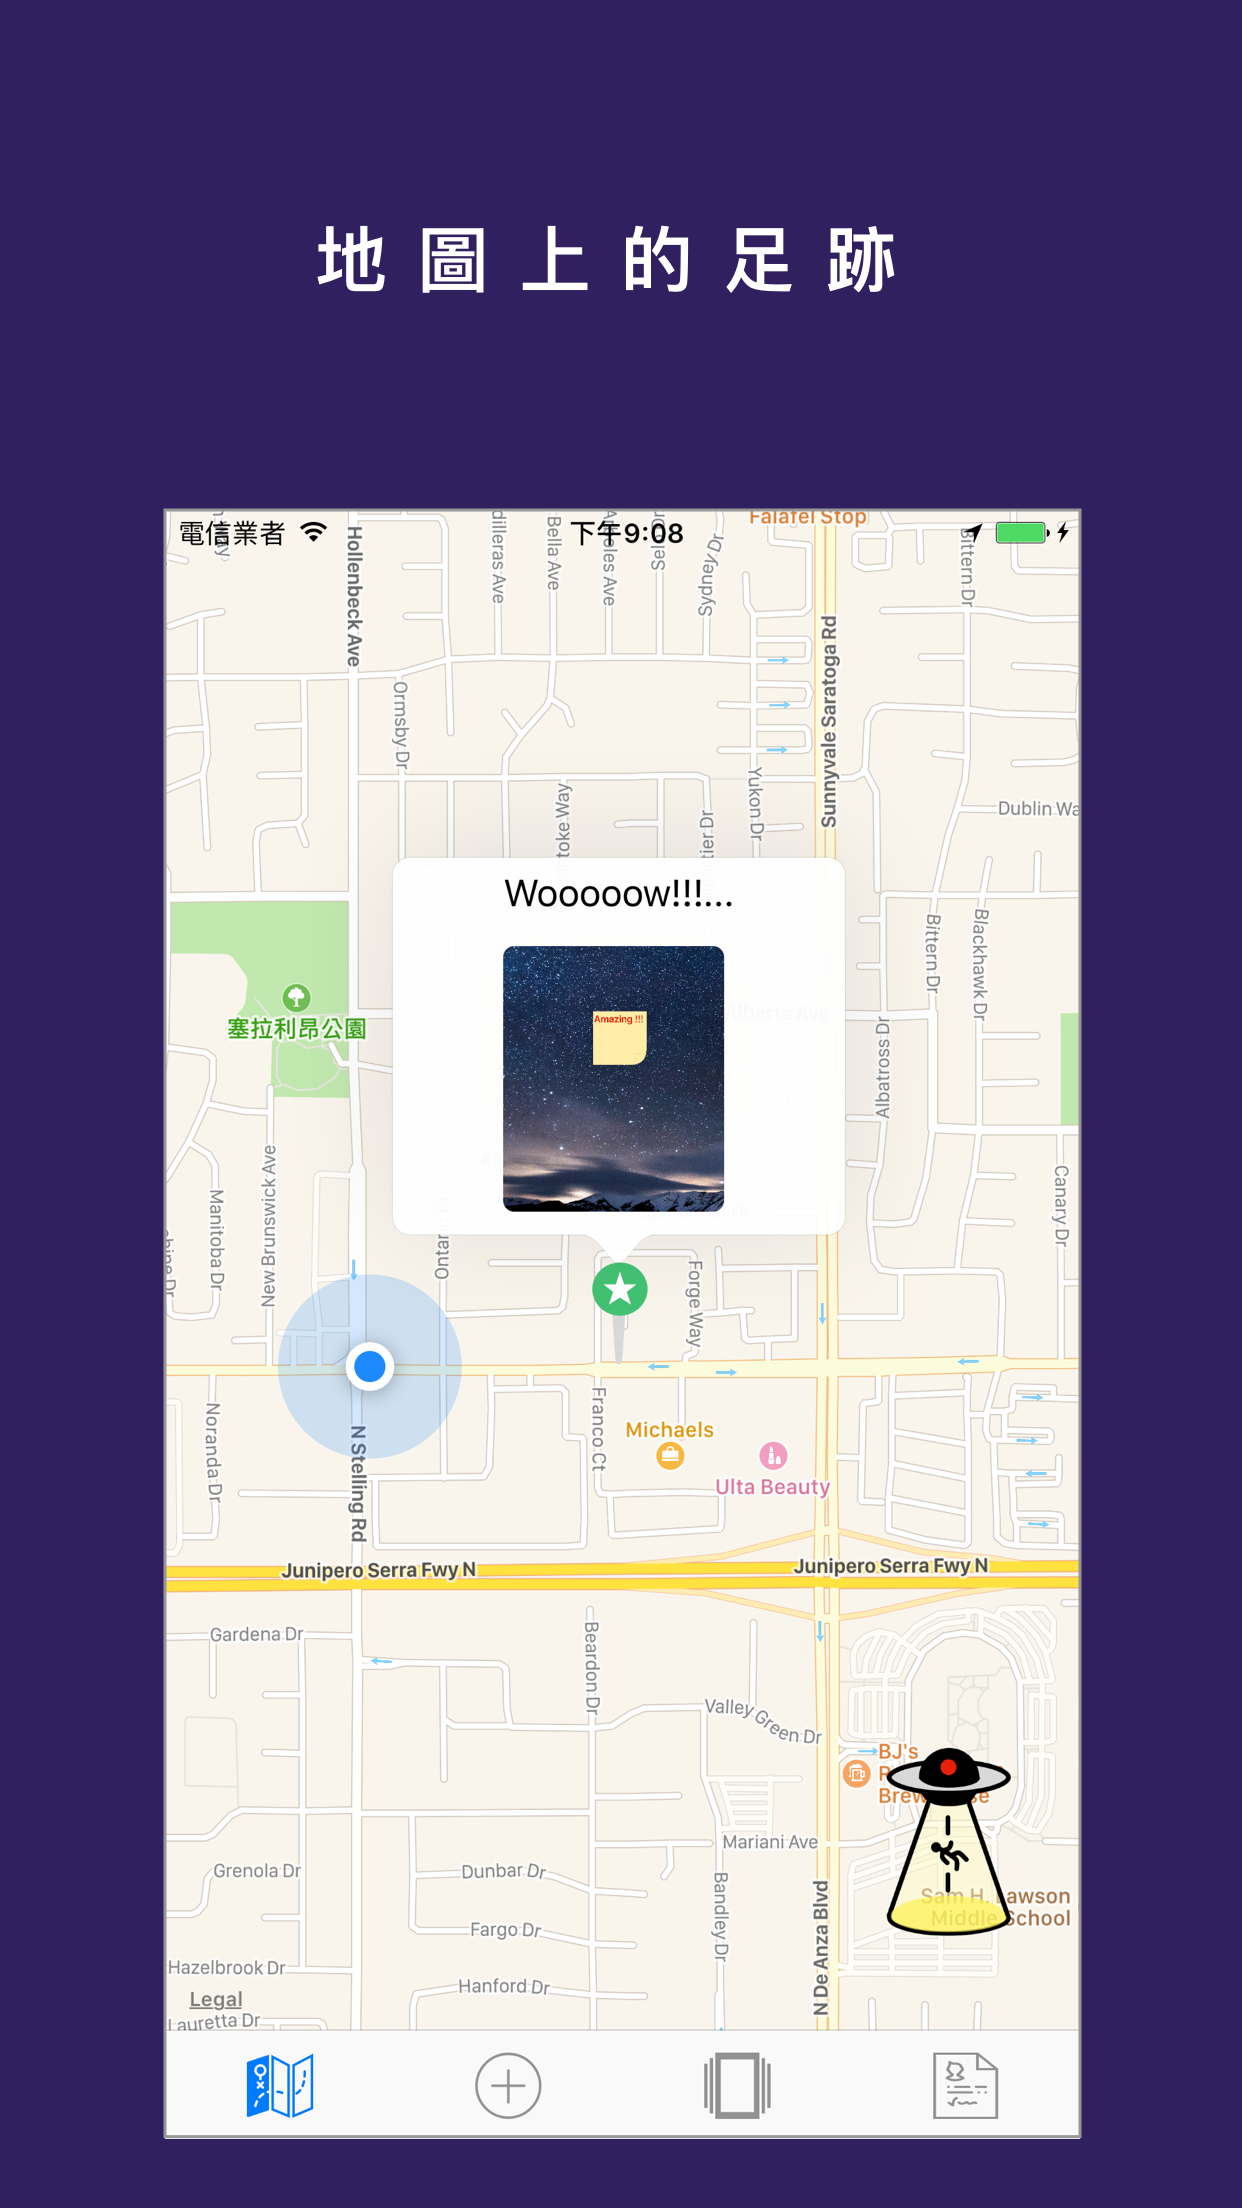 地圖上的足跡
電信業者
下午9:08
Falafel Stop
Hollenbeck Ave
Bella Ave
Sydney Dr
Bittern Dr
Sunnyvale Saratoga Rd
Ormsby Dr
Yukon Dr
Dublin Wa
Wooooow!!!...
Amazing !!!
Alberta Ave
Bittern Dr
Blackhawk Dr
塞拉利昂公園
Albatross Dr
Manitoba Dr
New Brunswick Ave
Canary Dr
Forge Way
Noranda Dr
N Stelling Rd
Franco Ct
Michaels
Ulta Beauty
Junipero Serra Fwy N
Junipero Serra Fwy N
Gardena Dr
Beardon Dr
Valley Green Dr
BJ's
Mariani Ave
Grenola Dr
Dunbar Dr
Bandley Dr
N De Anza Blvd
Sam H. Lawson
Middle School
Fargo Dr
Hazelbrook Dr
Hanford Dr
Legal
Lauretta Dr